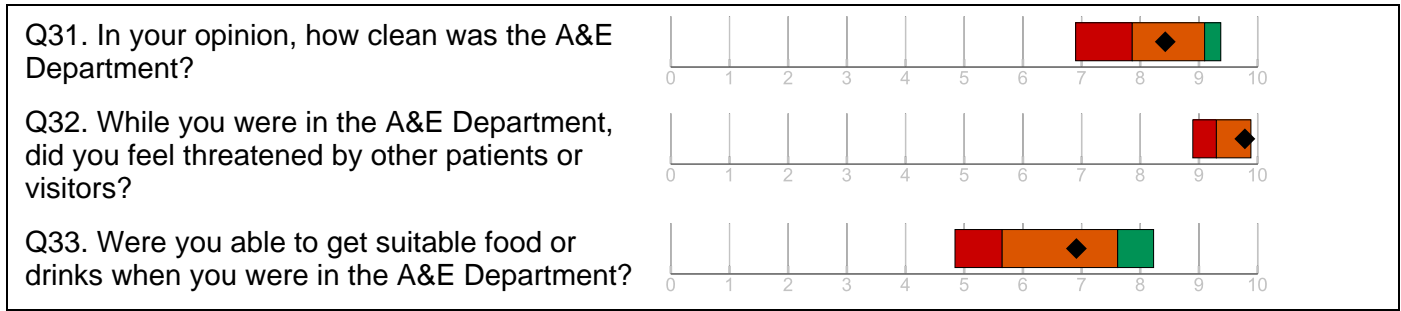 Q31. In your opinion, how clean was the A&E
Department?
0 1 2 3 4 5 6 7 8 9 10
Q32. While you were in the A&E Department,
did you feel threatened by other patients or
visitors?
0 1 2 3 4 5 6 7 8 9 10
Q33. Were you able to get suitable food or
drinks when you were in the A&E Department?
0 1 2 3 4 5 6 7 8 9 10